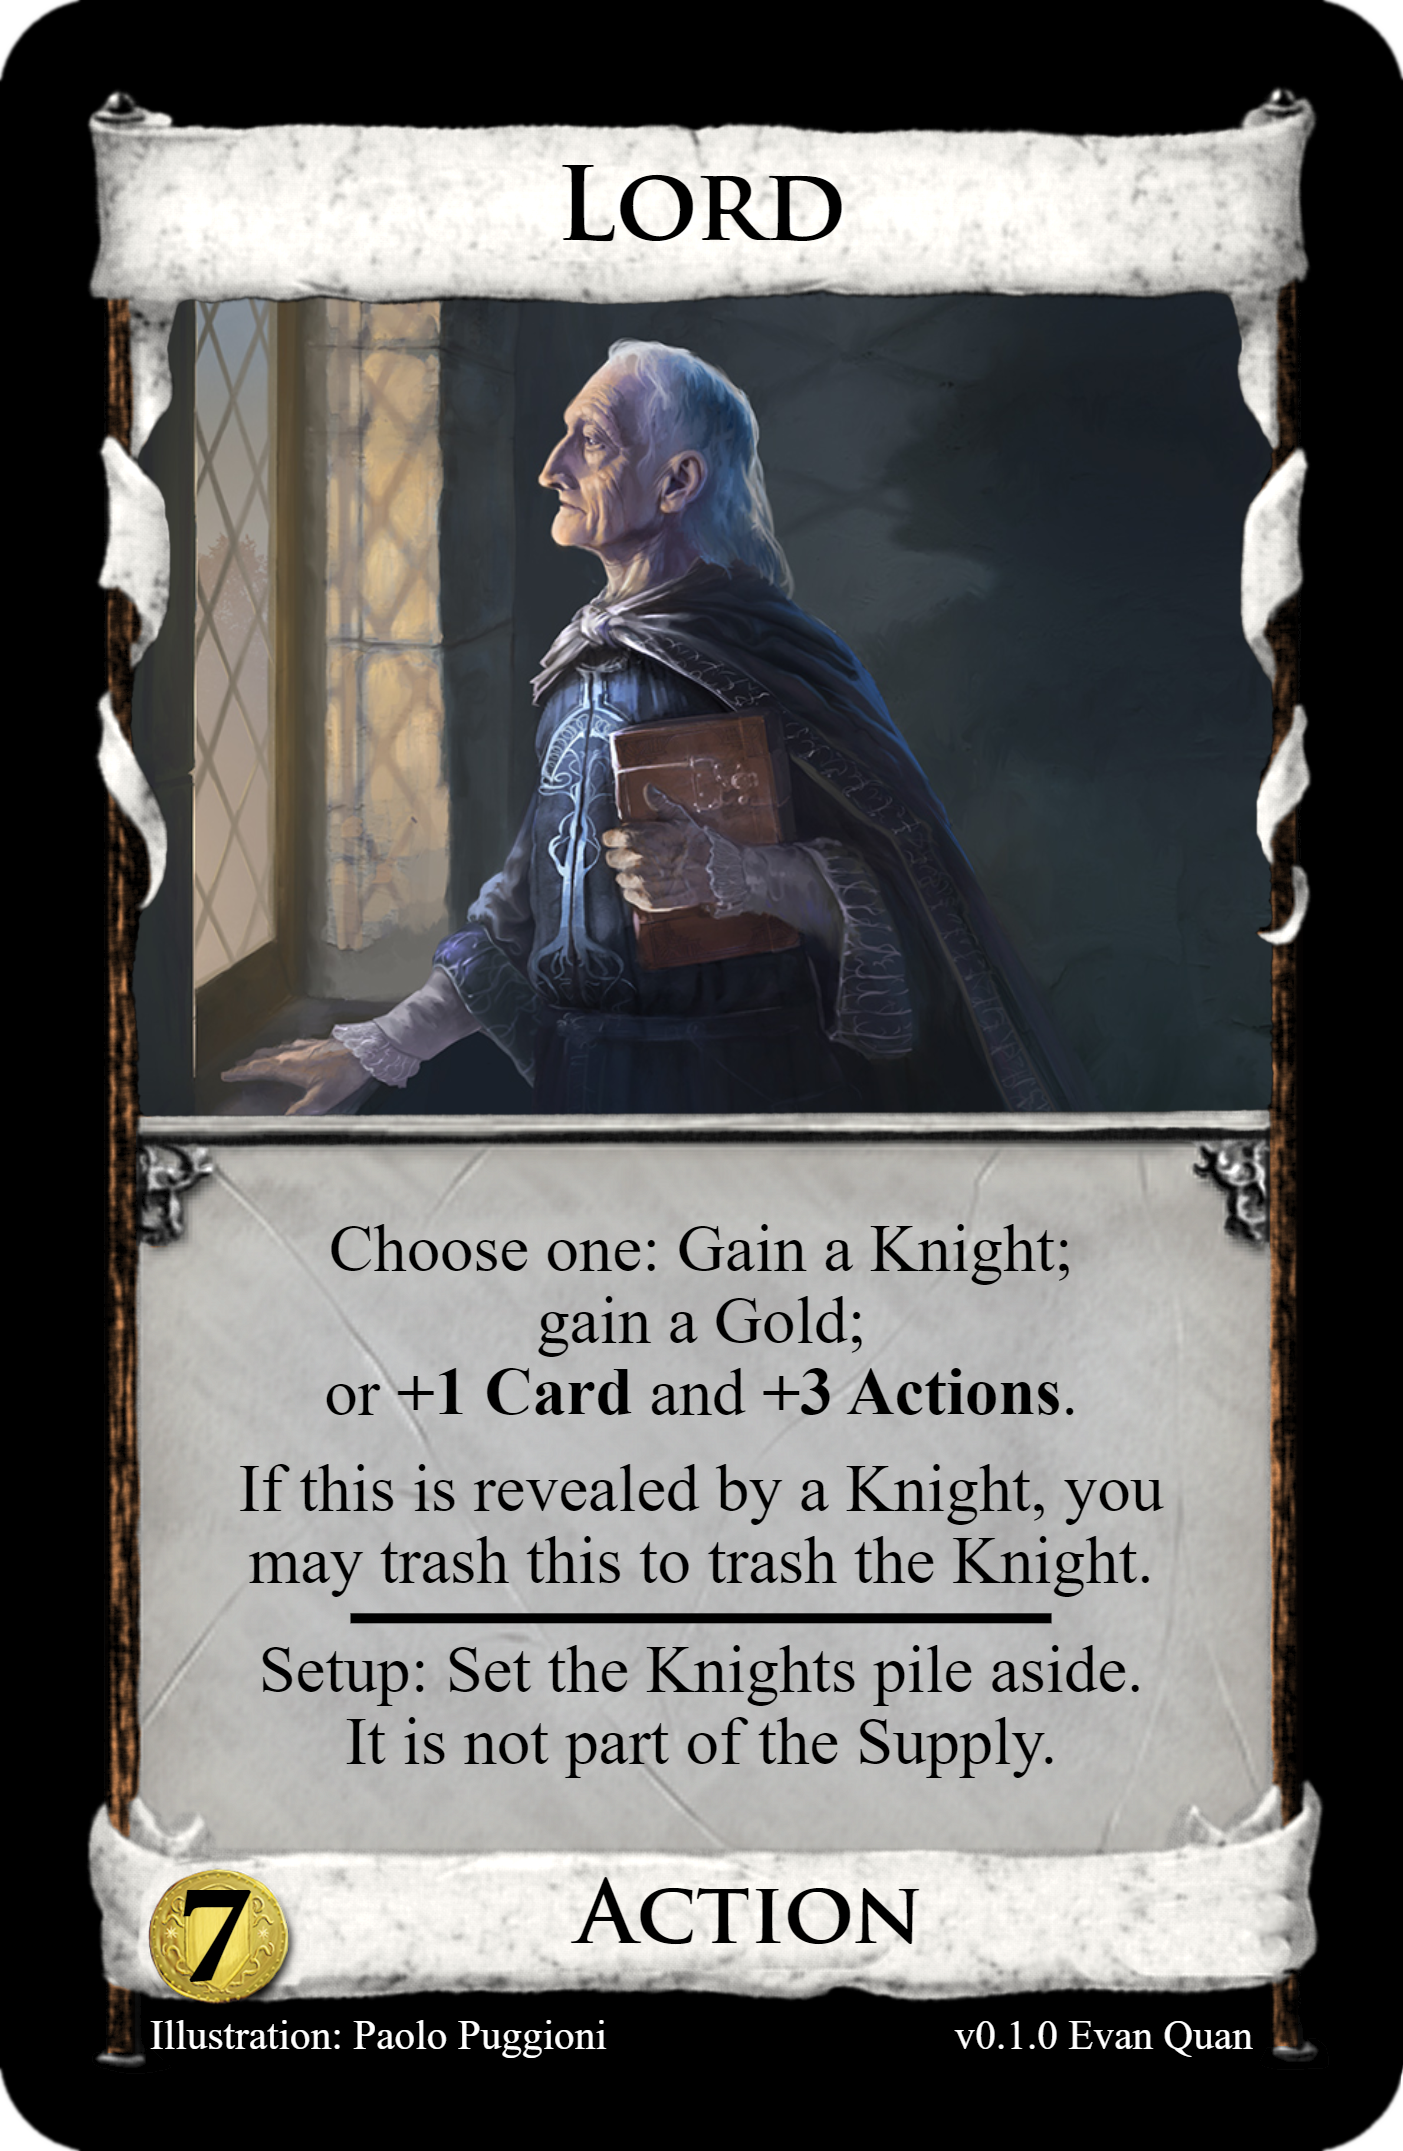 Lord
Choose one: Gain a Knight;
gain a Gold;
or +1 Card and +3 Actions.
If this is revealed by a Knight, you
may trash this to trash the Knight.
Setup: Set the Knights pile aside.
It is not part of the Supply.
7
Action
Illustration: Paolo Puggioni
v0.1.0 Evan Quan